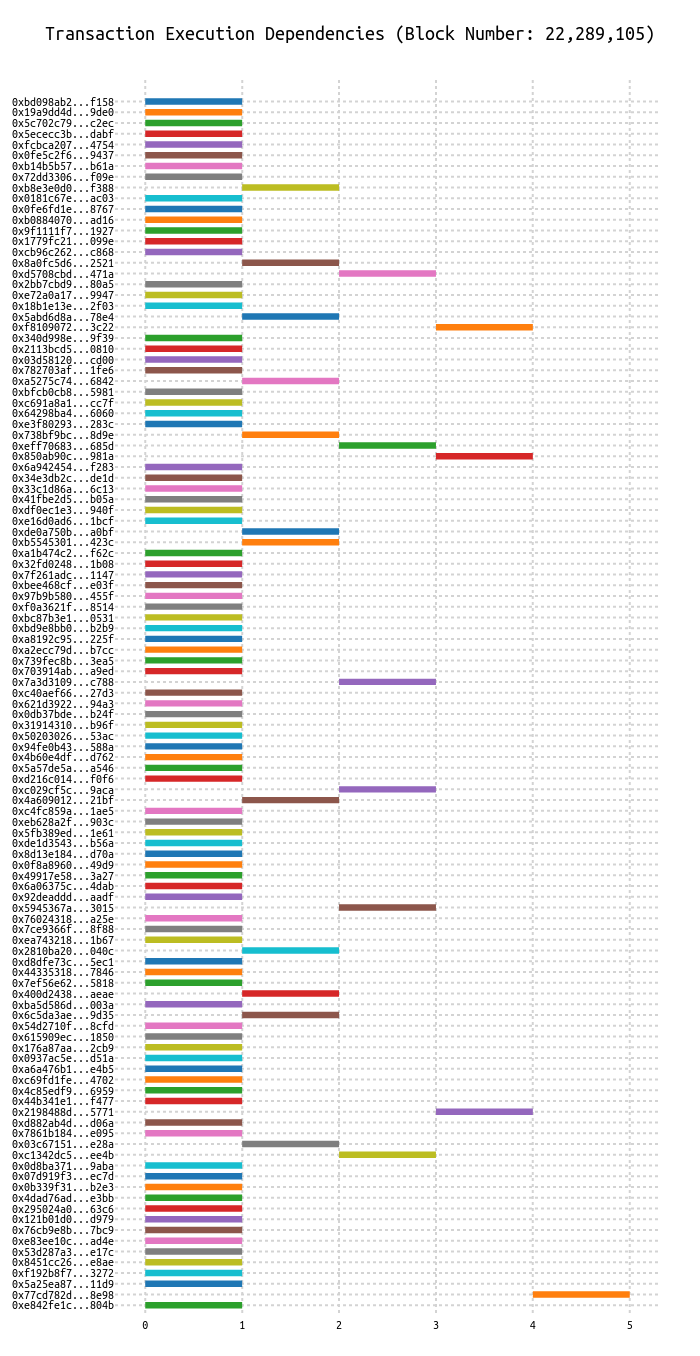 Transaction Execution Dependencies (Block Number: 22,289,105)
0xbd098ab2...f158
0x19a9dd4d...9de0
0x5c702c79...c2ec
0x5ececc3b...dabf
0xfcbca207...4754
0x0fe5c2f6...9437
0xb14b5b57...b61a
0x72dd3306...f09e
0xb8e3e0d0...f388
0x0181c67e...ac03
0x0fe6fd1e...8767
0xb0884070...ad16
0x9f1111f7...1927
0x1779fc21...099e
0xcb96c262...c868
0x8a0fc5d6...2521
0xd5708cbd...471a
0x2bb7cbd9...80a5
0xe72a0a17...9947
0x18b1e13e...2f03
0x5abd6d8a...78e4
0xf8109072...3c22
0x340d998e...9f39
0x2113bcd5...0810
0x03d58120...cd00
0x782703af...1fe6
0xa5275c74...6842
0xbfcb0cb8...5981
0xc691a8a1...cc7f
0x64298ba4...6060
0xe3f80293...283c
0x738bf9bc...8d9e
0xeff70683...685d
0x850ab90c...981a
0x6a942454...f283
0x34e3db2c...de1d
0x33c1d86a...6c13
0x41fbe2d5...b05a
0xdf0ec1e3...940f
0xe16d0ad6...1bcf
0xde0a750b...a0bf
0xb5545301...423c
0xa1b474c2...f62c
0x32fd0248...1b08
0x7f261adc...1147
0xbee468cf...e03f
0x97b9b580...455f
0xf0a3621f...8514
0xbc87b3e1...0531
0xbd9e8bb0...b2b9
0xa8192c95...225f
0xa2ecc79d...b7cc
0x739fec8b...3ea5
0x703914ab...a9ed
0x7a3d3109...c788
0xc40aef66...27d3
0x621d3922...94a3
0x0db37bde...b24f
0x31914310...b96f
0x50203026...53ac
0x94fe0b43...588a
0x4b60e4df...d762
0x5a57de5a...a546
0xd216c014...f0f6
0xc029cf5c...9aca
0x4a609012...21bf
0xc4fc859a...1ae5
0xeb628a2f...903c
0x5fb389ed...1e61
0xde1d3543...b56a
0x8d13e184...d70a
0x0f8a8960...49d9
0x49917e58...3a27
0x6a06375c...4dab
0x92deaddd...aadf
0x5945367a...3015
0x76024318...a25e
0x7ce9366f...8f88
0xea743218...1b67
0x2810ba20...040c
0xd8dfe73c...5ec1
0x44335318...7846
0x7ef56e62...5818
0x400d2438...aeae
0xba5d586d...003a
0x6c5da3ae...9d35
0x54d2710f...8cfd
0x615909ec...1850
0x176a87aa...2cb9
0x0937ac5e...d51a
0xa6a476b1...e4b5
0xc69fd1fe...4702
0x4c85edf9...6959
0x44b341e1...f477
0x2198488d...5771
0xd882ab4d...d06a
0x7861b184...e095
0x03c67151...e28a
0xc1342dc5...ee4b
0x0d8ba371...9aba
0x07d919f3...ec7d
0x0b339f31...b2e3
0x4dad76ad...e3bb
0x295024a0...63c6
0x121b01d0...d979
0x76cb9e8b...7bc9
0xe83ee10c...ad4e
0x53d287a3...e17c
0x8451cc26...e8ae
0xf192b8f7...3272
0x5a25ea87...11d9
0x77cd782d...8e98
0xe842fe1c...804b
0 1 2 3 4 5